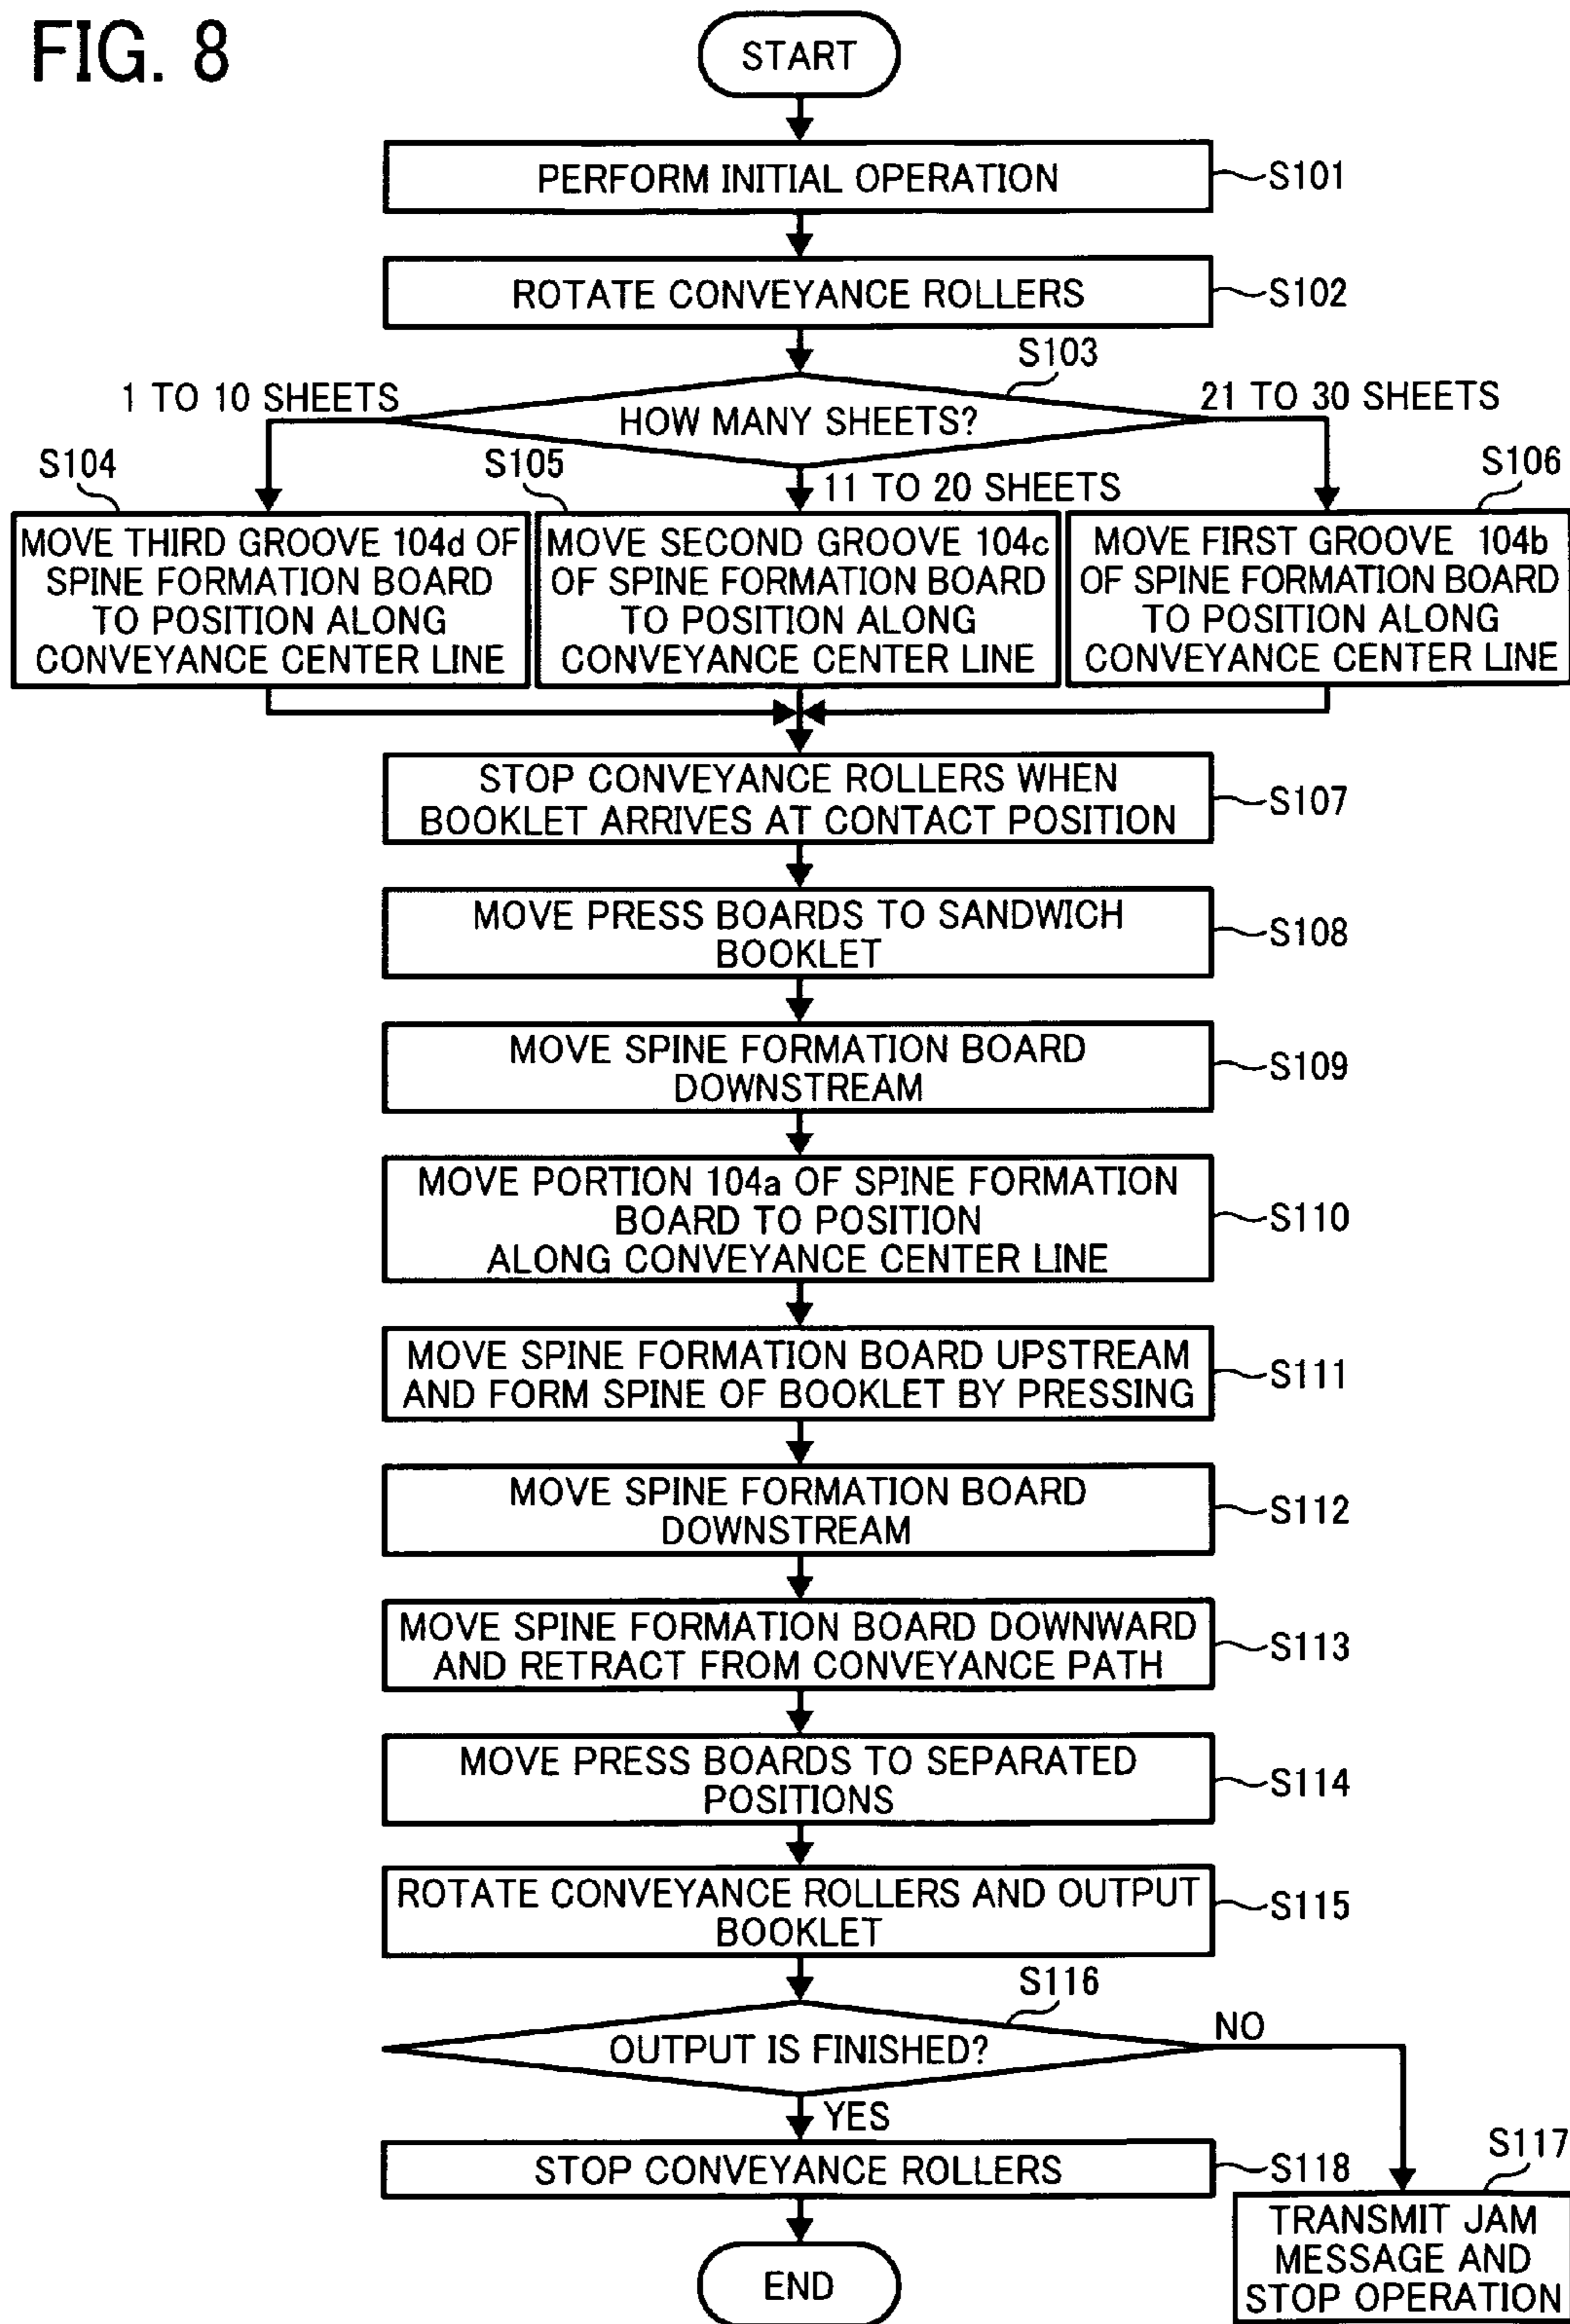 FIG. 8
START
PERFORM INITIAL OPERATION
S101
ROTATE CONVEYANCE ROLLERS
S102
S103
HOW MANY SHEETS?
1 TO 10 SHEETS
21 TO 30 SHEETS
11 TO 20 SHEETS
S104
MOVE THIRD GROOVE 104d OF
SPINE FORMATION BOARD
TO POSITION ALONG
CONVEYANCE CENTER LINE
S105
MOVE SECOND GROOVE 104c
OF SPINE FORMATION BOARD
TO POSITION ALONG
CONVEYANCE CENTER LINE
S106
MOVE FIRST GROOVE 104b
OF SPINE FORMATION BOARD
TO POSITION ALONG
CONVEYANCE CENTER LINE
STOP CONVEYANCE ROLLERS WHEN
BOOKLET ARRIVES AT CONTACT POSITION
S107
MOVE PRESS BOARDS TO SANDWICH
BOOKLET
S108
MOVE SPINE FORMATION BOARD
DOWNSTREAM
S109
MOVE PORTION 104a OF SPINE FORMATION
BOARD TO POSITION
ALONG CONVEYANCE CENTER LINE
S110
MOVE SPINE FORMATION BOARD UPSTREAM
AND FORM SPINE OF BOOKLET BY PRESSING
S111
MOVE SPINE FORMATION BOARD
DOWNSTREAM
S112
MOVE SPINE FORMATION BOARD DOWNWARD
AND RETRACT FROM CONVEYANCE PATH
S113
MOVE PRESS BOARDS TO SEPARATED
POSITIONS
S114
ROTATE CONVEYANCE ROLLERS AND OUTPUT
BOOKLET
S115
S116
OUTPUT IS FINISHED?
NO
YES
STOP CONVEYANCE ROLLERS
S118
S117
TRANSMIT JAM
MESSAGE AND
STOP OPERATION
END